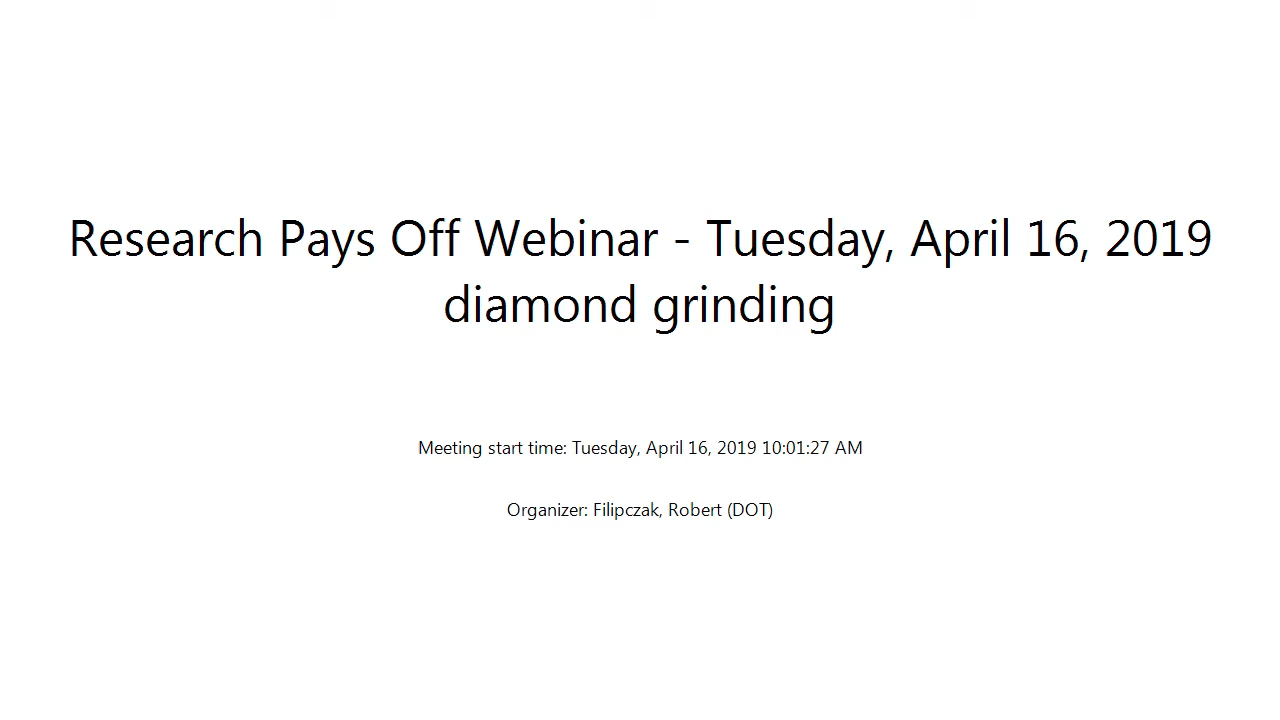 Research Pays Off Webinar - Tuesday, April 16, 2019
diamond grinding
Meeting start time: Tuesday, April 16, 2019 10:01:27 AM
Organizer: Filipczak, Robert (DOT)